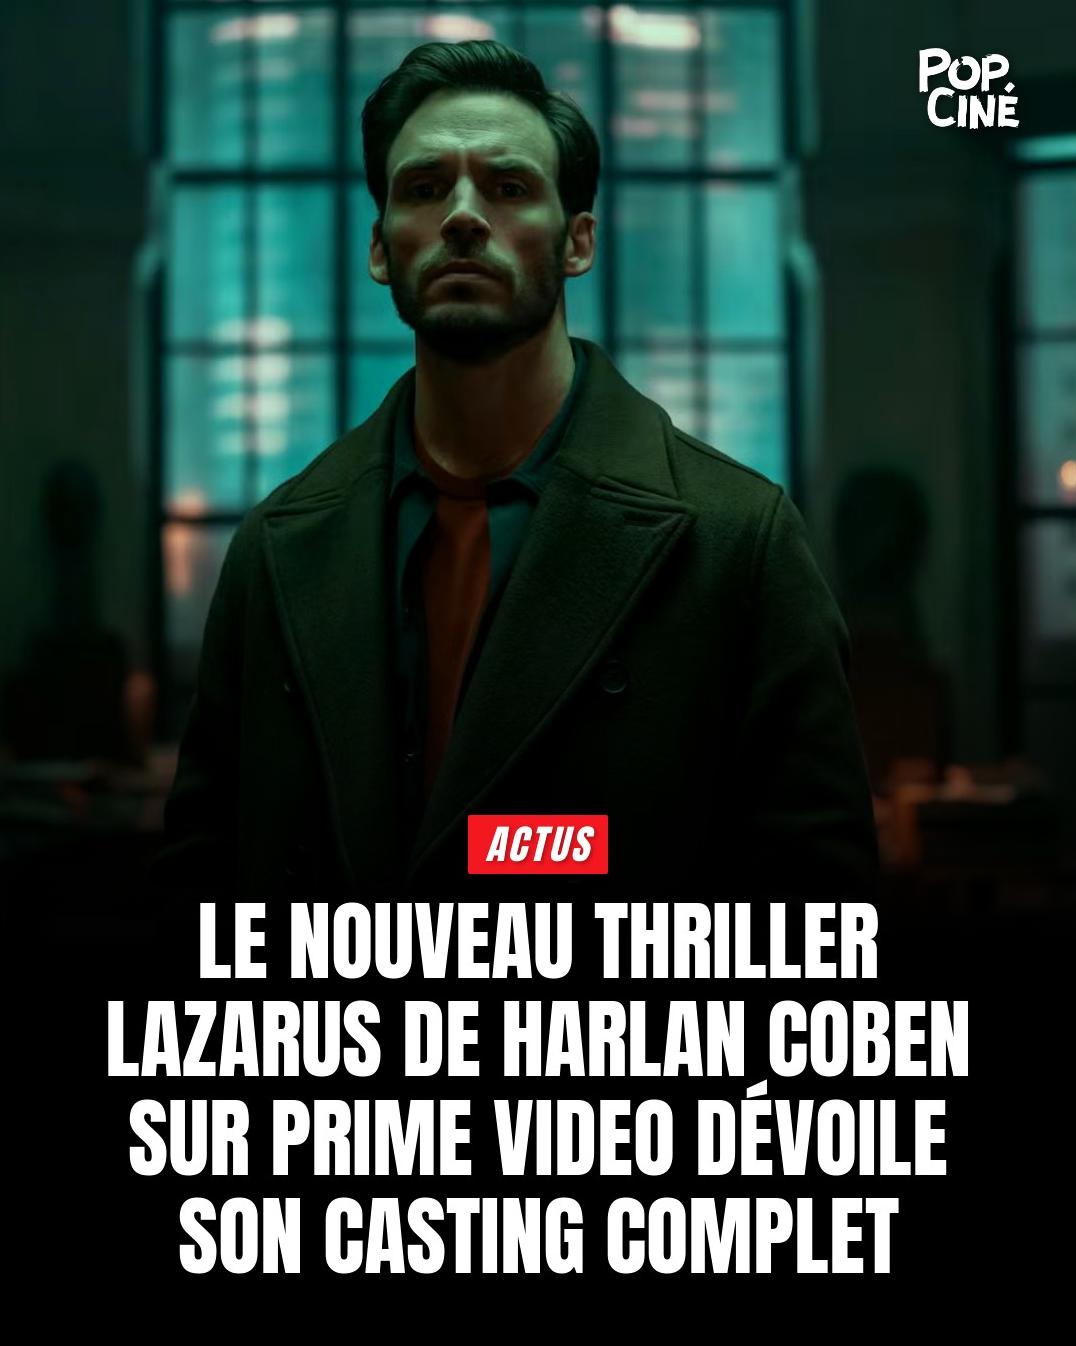 POP.
CINÉ
ACTUS
LE NOUVEAU THRILLER
LAZARUS DE HARLAN COBEN
SUR PRIME VIDEO DÉVOILE
SON CASTING COMPLET